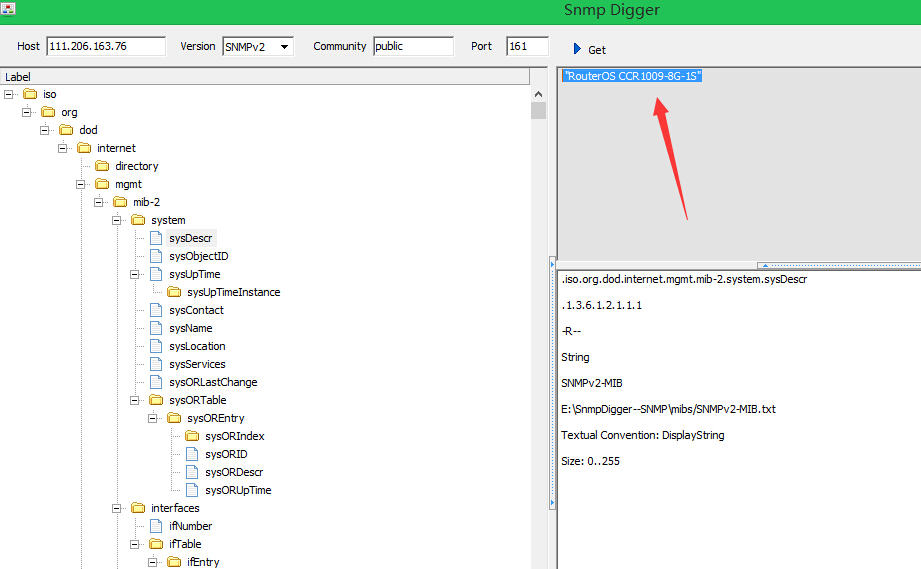 Snmp Digger
Host 111.206.163.76 Version SNMPv2 Community public Port 161 Get
Label
iso
org
dod
internet
directory
mgmt
mib-2
system
sysDescr
sysObjectID
sysUpTime
sysUpTimeInstance
sysContact
sysName
sysLocation
sysServices
sysORLastChange
sysORTable
sysOREntry
sysORIndex
sysORID
sysORDescr
sysORUpTime
interfaces
ifNumber
ifTable
ifEntry
"RouterOS CCR1009-8G-1S"
.iso.org.dod.internet.mgmt.mib-2.system.sysDescr
.1.3.6.1.2.1.1.1
-R--
String
SNMPv2-MIB
E:\SnmpDigger--SNMP\mibs/SNMPv2-MIB.txt
Textual Convention: DisplayString
Size: 0..255